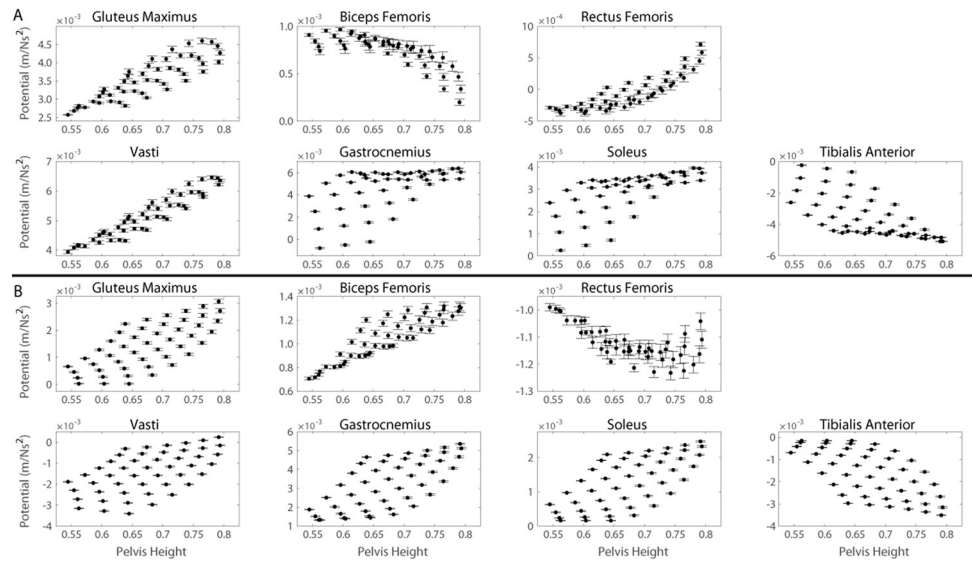 A
Gluteus Maximus Biceps Femoris Rectus Femoris
×10⁻³ ×10⁻³ ×10⁻⁴
Potential (m/Ns²)
4.5 1.0 10
4.0 5
3.5 0.5
3.0 0
2.5 0.0 -5
0.55 0.6 0.65 0.7 0.75 0.8 0.55 0.6 0.65 0.7 0.75 0.8 0.55 0.6 0.65 0.7 0.75 0.8
Vasti Gastrocnemius Soleus Tibialis Anterior
×10⁻³ ×10⁻³ ×10⁻³ ×10⁻³
Potential (m/Ns²)
7 6 4 0
6 4 3 -2
5 2 2 -4
4 0 1 -6
0
0.55 0.6 0.65 0.7 0.75 0.8 0.55 0.6 0.65 0.7 0.75 0.8 0.55 0.6 0.65 0.7 0.75 0.8 0.55 0.6 0.65 0.7 0.75 0.8
B
Gluteus Maximus Biceps Femoris Rectus Femoris
×10⁻³ ×10⁻³ ×10⁻³
Potential (m/Ns²)
3 1.4 -1.0
2 1.2 -1.1
1 1.0 -1.2
0 0.8 -1.3
0.6
0.55 0.6 0.65 0.7 0.75 0.8 0.55 0.6 0.65 0.7 0.75 0.8 0.55 0.6 0.65 0.7 0.75 0.8
Vasti Gastrocnemius Soleus Tibialis Anterior
×10⁻³ ×10⁻³ ×10⁻³ ×10⁻³
Potential (m/Ns²)
0 6 2 0
-1 5 -1
-2 4 1 -2
-3 3 -3
-4 2 0 -4
1
0.55 0.6 0.65 0.7 0.75 0.8 0.55 0.6 0.65 0.7 0.75 0.8 0.55 0.6 0.65 0.7 0.75 0.8 0.55 0.6 0.65 0.7 0.75 0.8
Pelvis Height Pelvis Height Pelvis Height Pelvis Height